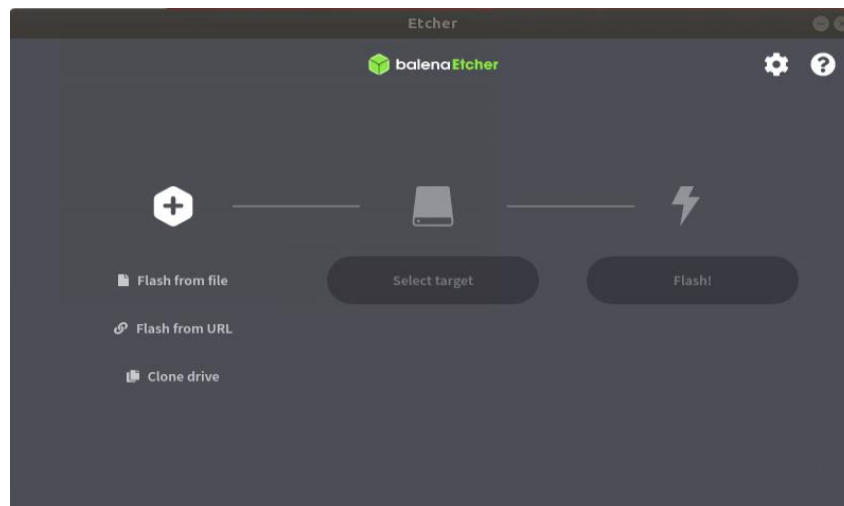 Etcher
balenaEtcher
Flash from file
Select target
Flash!
Flash from URL
Clone drive